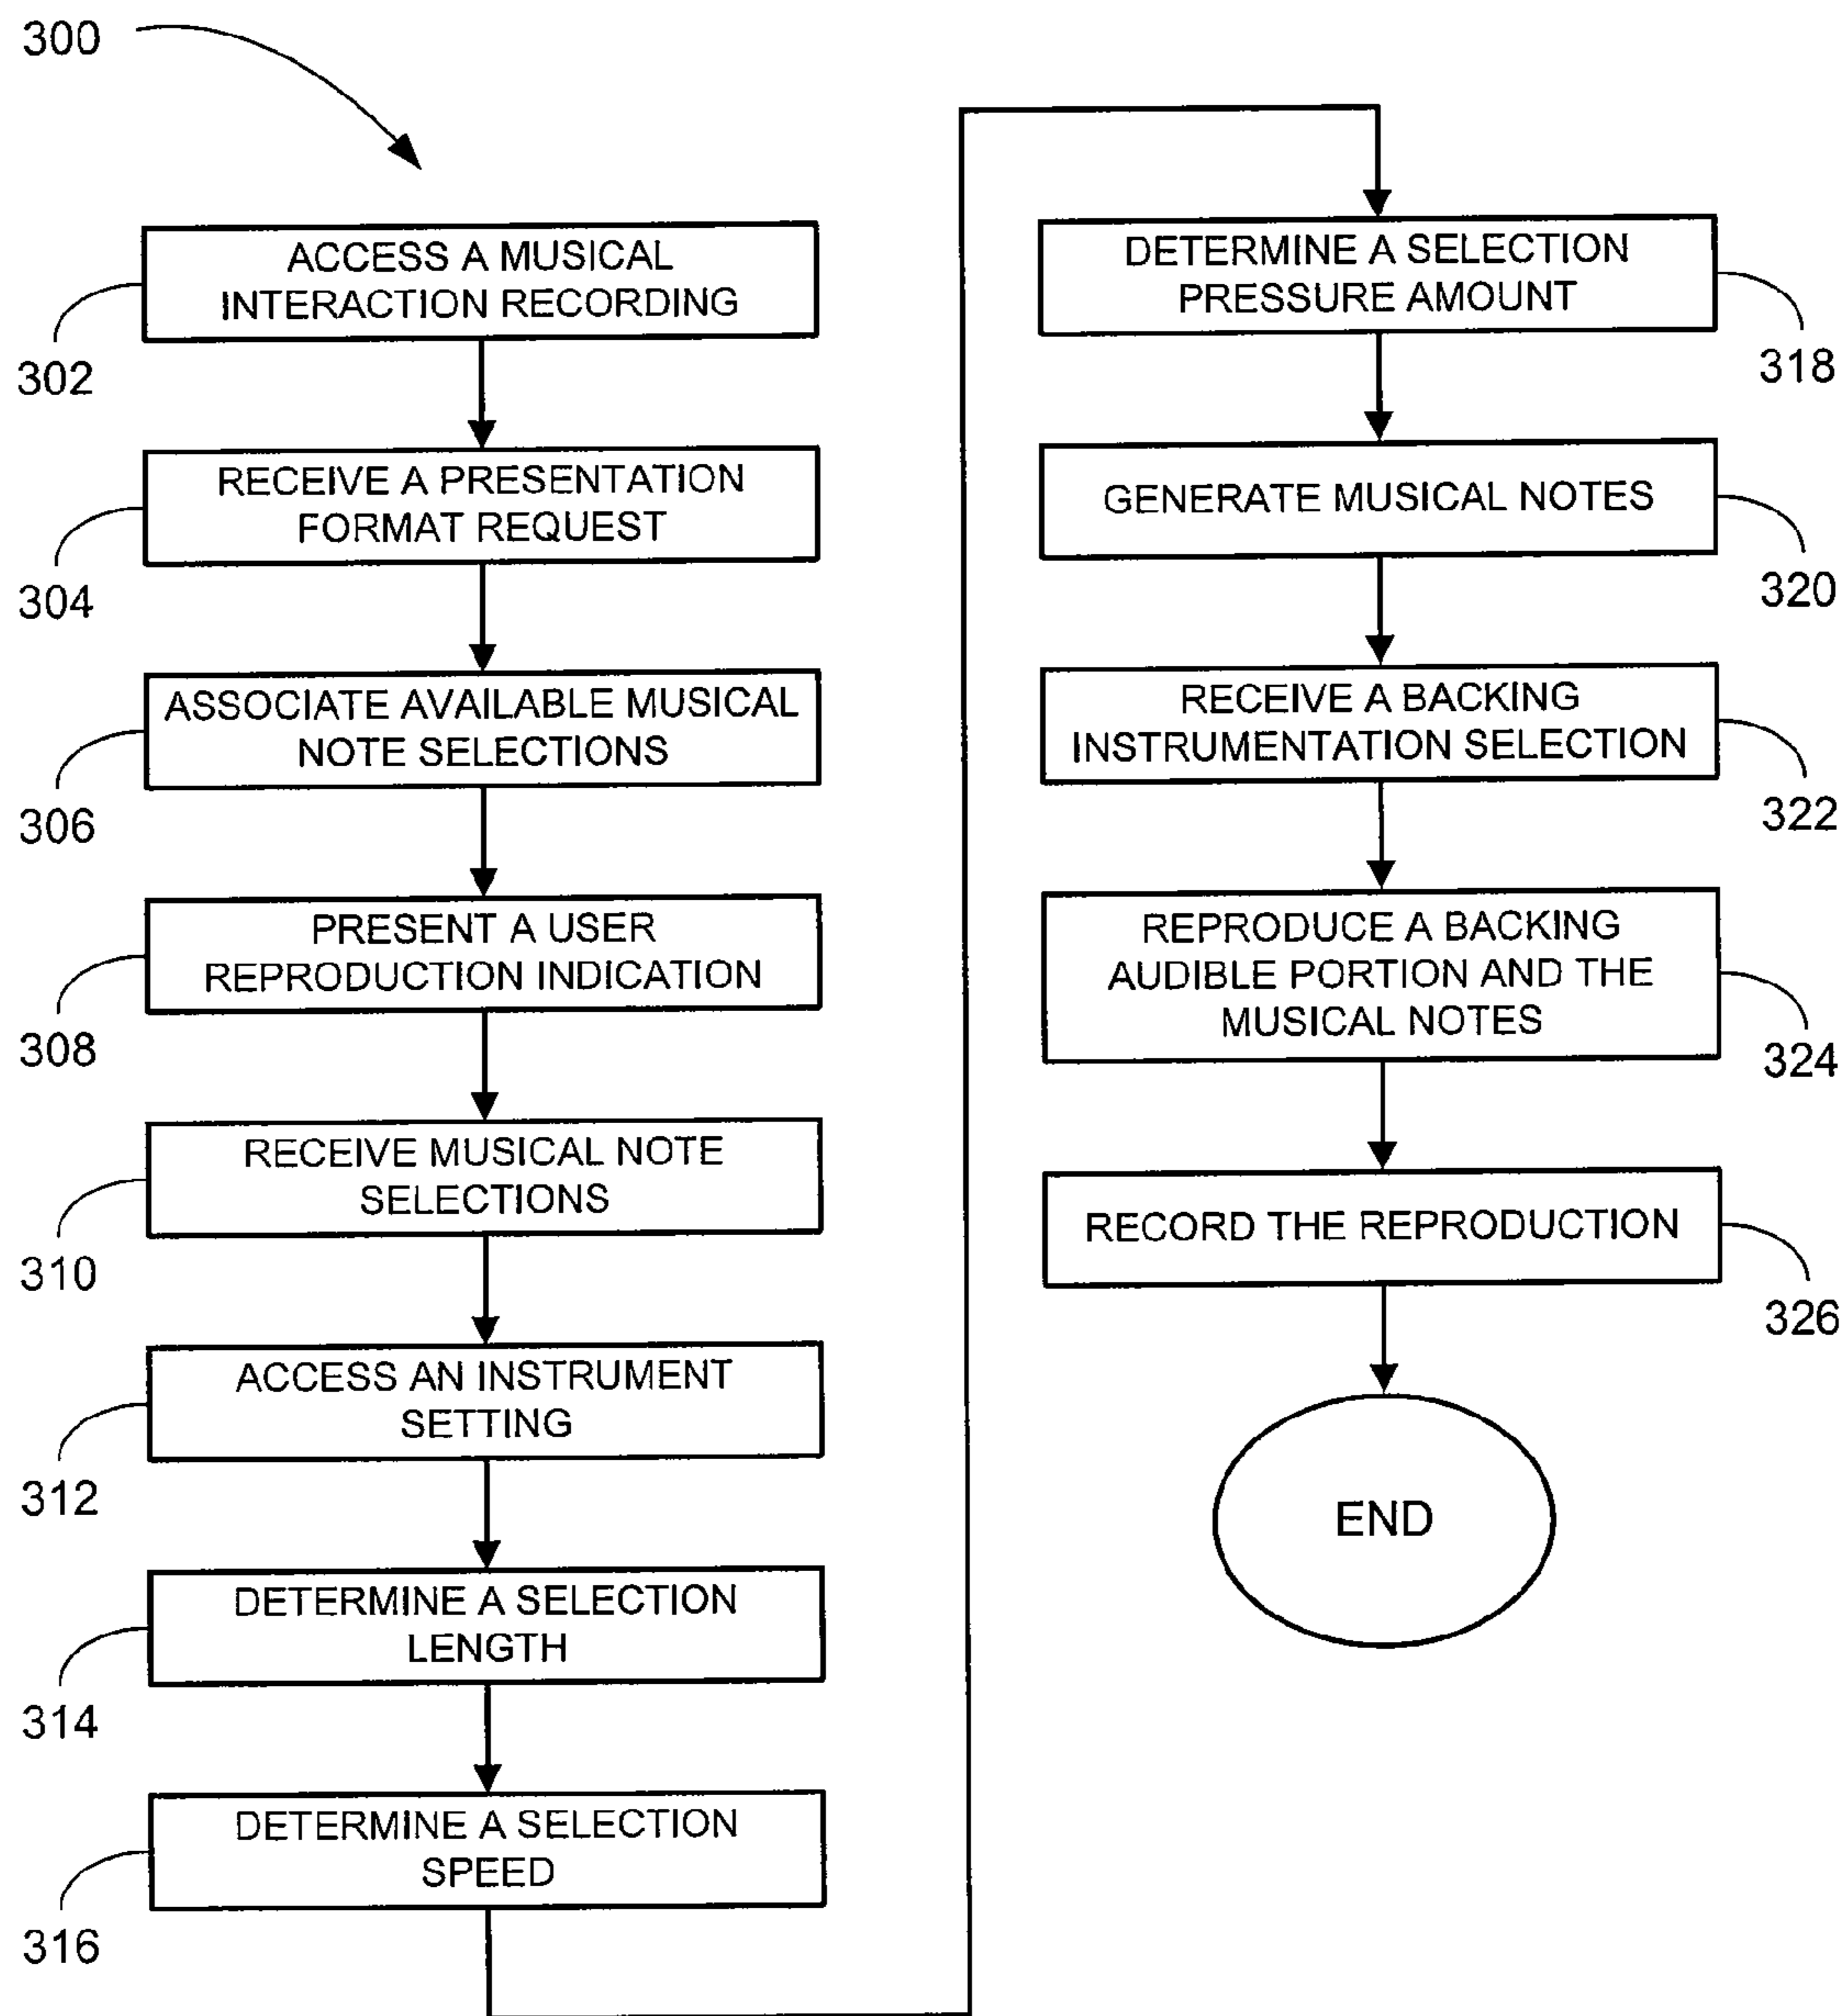 300
ACCESS A MUSICAL
INTERACTION RECORDING
302
RECEIVE A PRESENTATION
FORMAT REQUEST
304
ASSOCIATE AVAILABLE MUSICAL
NOTE SELECTIONS
306
PRESENT A USER
REPRODUCTION INDICATION
308
RECEIVE MUSICAL NOTE
SELECTIONS
310
ACCESS AN INSTRUMENT
SETTING
312
DETERMINE A SELECTION
LENGTH
314
DETERMINE A SELECTION
SPEED
316
DETERMINE A SELECTION
PRESSURE AMOUNT
318
GENERATE MUSICAL NOTES
320
RECEIVE A BACKING
INSTRUMENTATION SELECTION
322
REPRODUCE A BACKING
AUDIBLE PORTION AND THE
MUSICAL NOTES
324
RECORD THE REPRODUCTION
326
END